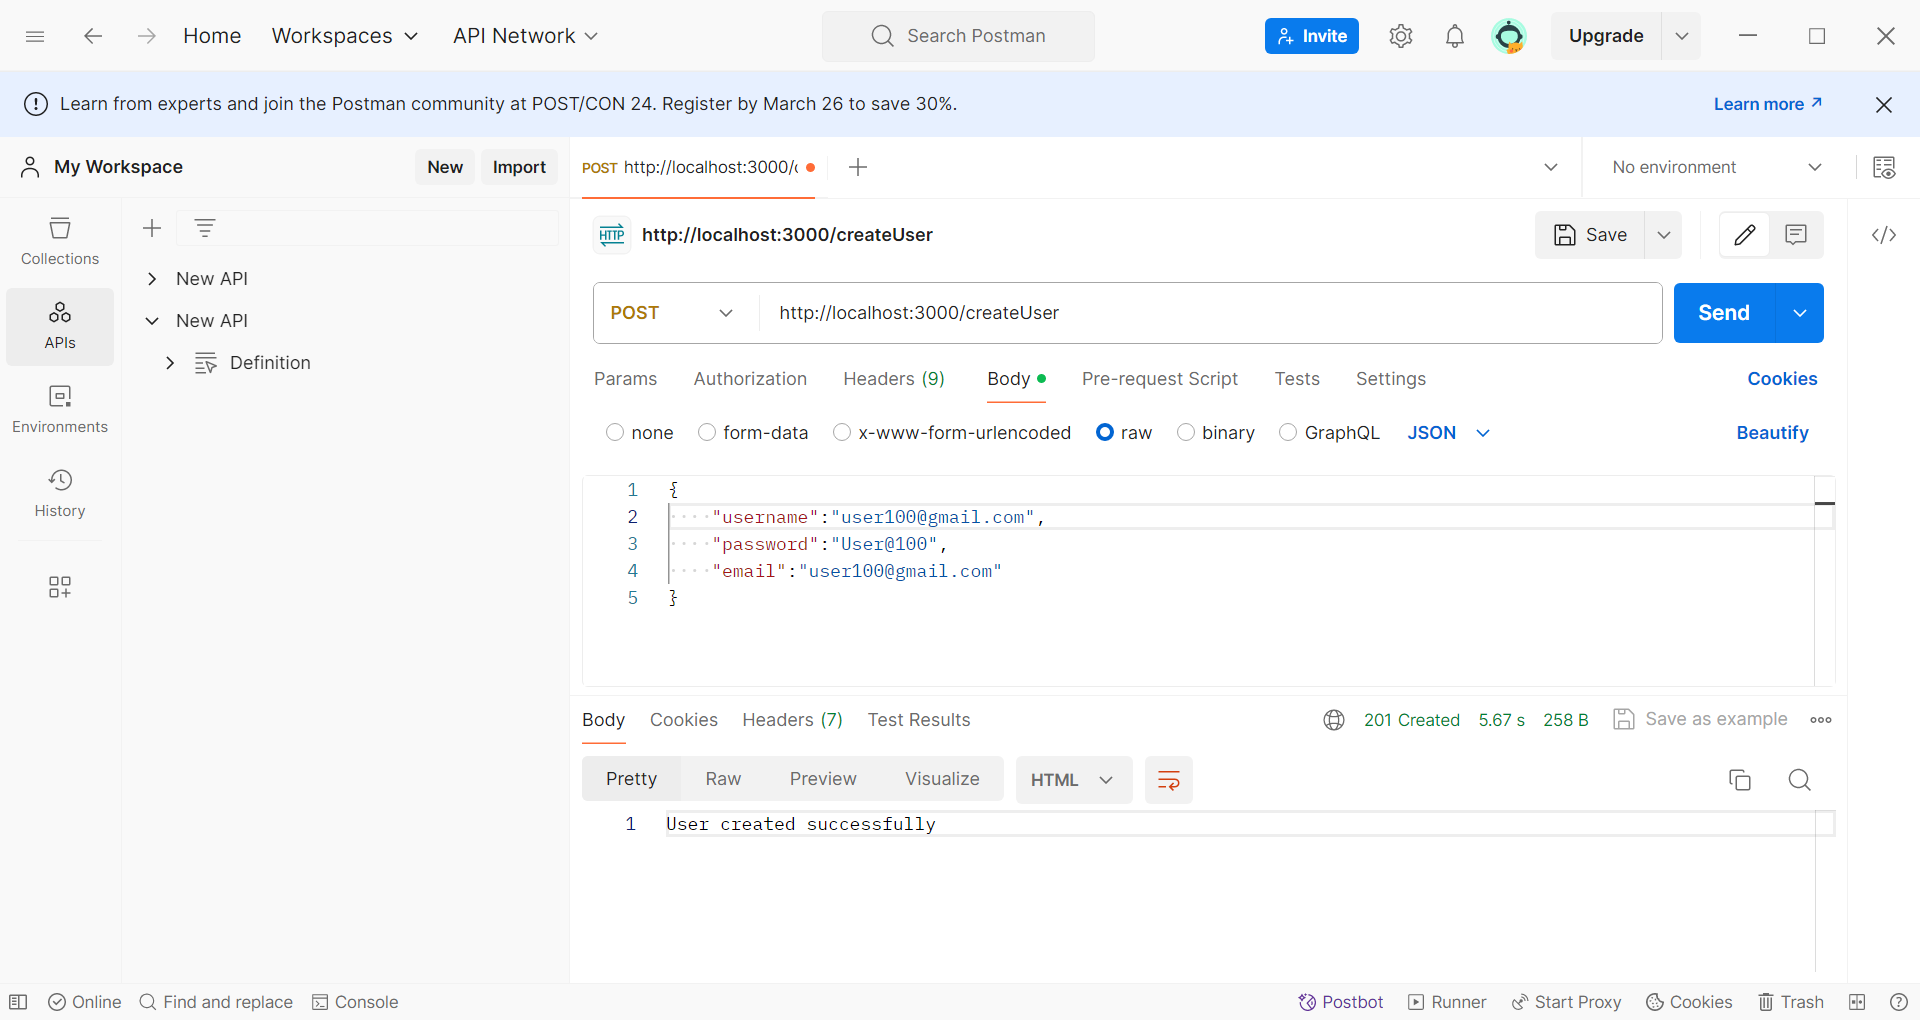 Home Workspaces API Network Search Postman Invite Upgrade
Learn from experts and join the Postman community at POST/CON 24. Register by March 26 to save 30%. Learn more
My Workspace New Import POST http://localhost:3000/c No environment
Collections
APIs
Environments
History
New API
New API
Definition
HTTP http://localhost:3000/createUser Save
POST http://localhost:3000/createUser Send
Params Authorization Headers (9) Body Pre-request Script Tests Settings Cookies
none form-data x-www-form-urlencoded raw binary GraphQL JSON Beautify
1 {
2 "username":"user100@gmail.com",
3 "password":"User@100",
4 "email":"user100@gmail.com"
5 }
Body Cookies Headers (7) Test Results 201 Created 5.67 s 258 B Save as example
Pretty Raw Preview Visualize HTML
1 User created successfully
Online Find and replace Console Postbot Runner Start Proxy Cookies Trash